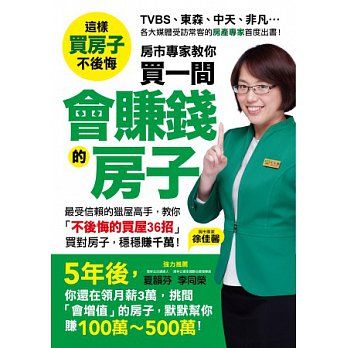 這樣
買房子
不後悔
TVBS、東森、中天、非凡…
各大媒體受訪常客的房產專家首度出書！
房市專家教你
買一間
會賺錢
的
房子
最受信賴的獵屋高手，教你
「不後悔的買屋36招」
買對房子，穩穩賺千萬！
徐佳馨
強力推薦
夏韻芬 李同榮
5年後，
你還在領月薪3萬，挑間
「會增值」的房子，默默幫你
賺100萬～500萬！